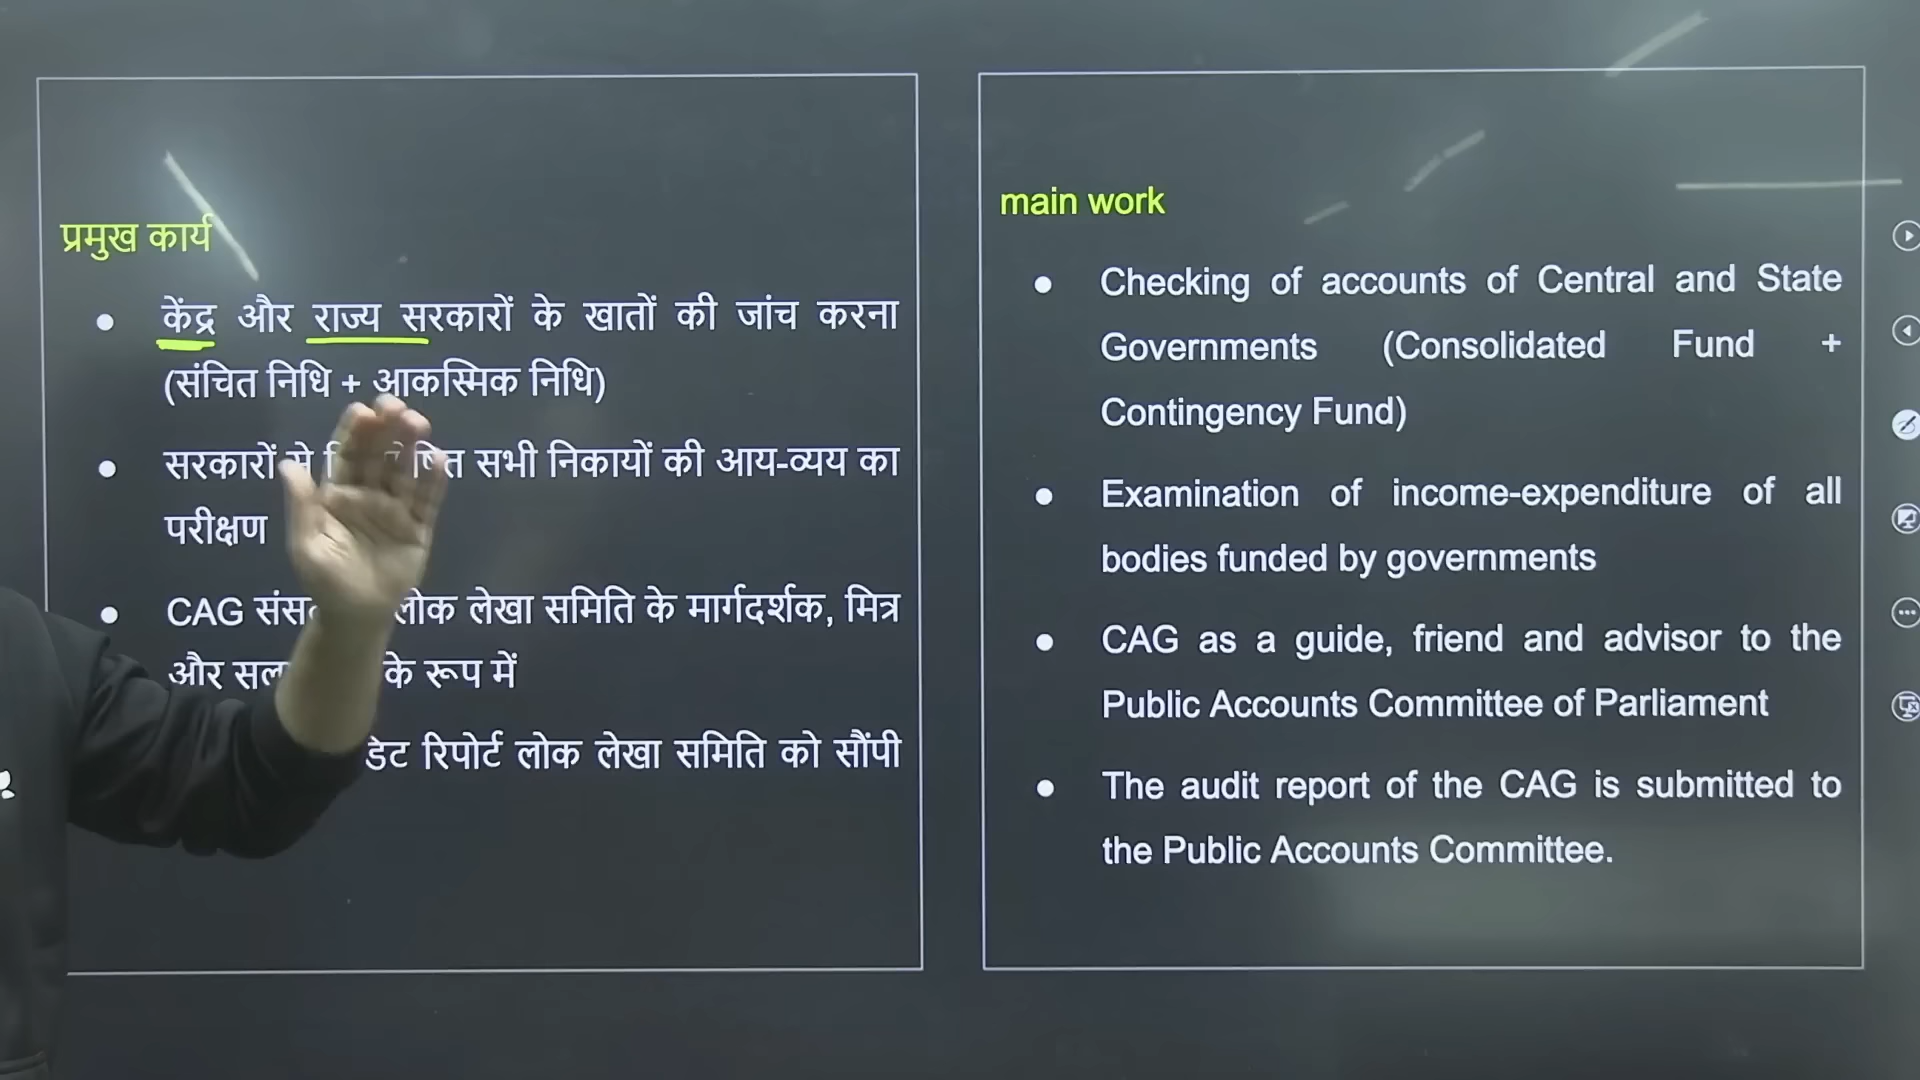 प्रमुख कार्य
केंद्र और राज्य सरकारों के खातों की जांच करना
(संचित निधि + आकस्मिक निधि)
सरकारों से सभी निकायों की आय-व्यय का
परीक्षण
CAG लोक लेखा समिति के मार्गदर्शक, मित्र
और के रूप में
रिपोर्ट लोक लेखा समिति को सौंपी
main work
Checking of accounts of Central and State
Governments (Consolidated Fund +
Contingency Fund)
Examination of income-expenditure of all
bodies funded by governments
CAG as a guide, friend and advisor to the
Public Accounts Committee of Parliament
The audit report of the CAG is submitted to
the Public Accounts Committee.